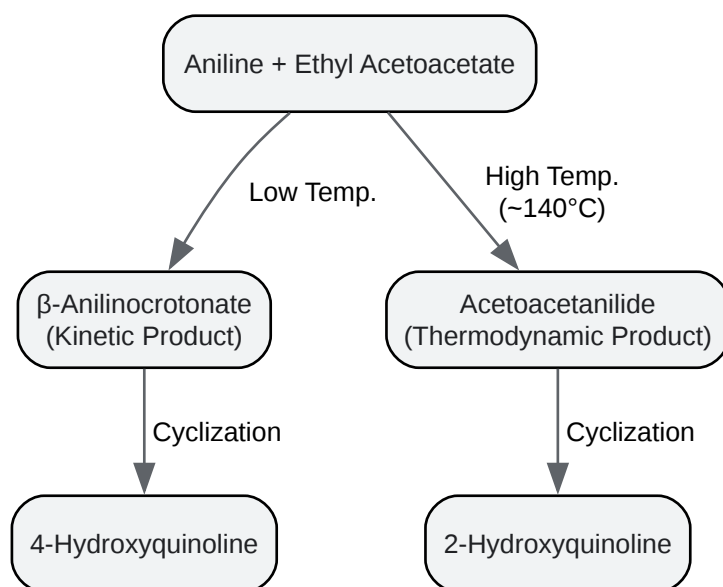 Aniline + Ethyl Acetoacetate
Low Temp.
High Temp.
(~140°C)
β-Anilinocrotonate
(Kinetic Product)
Acetoacetanilide
(Thermodynamic Product)
Cyclization
Cyclization
4-Hydroxyquinoline
2-Hydroxyquinoline